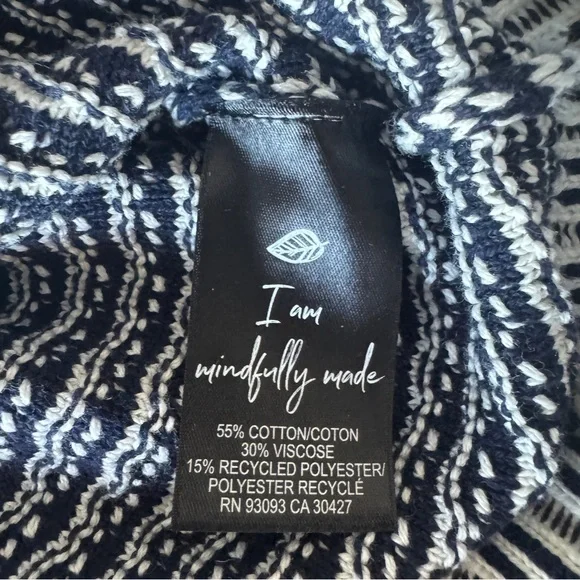 I am
mindfully made
55% COTTON/COTON
30% VISCOSE
15% RECYCLED POLYESTER/
POLYESTER RECYCLÉ
RN 93093 CA 30427